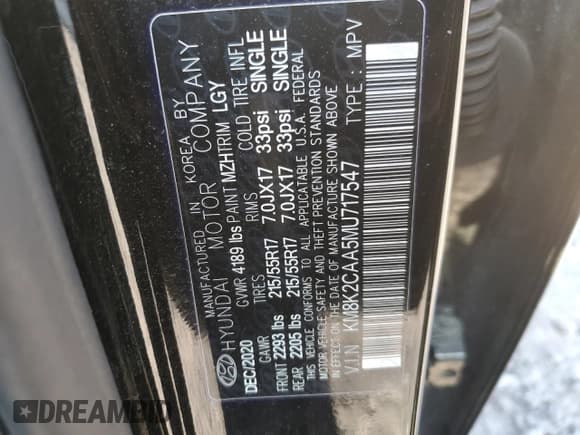 MANUFACTURED IN KOREA BY
HYUNDAI MOTOR COMPANY
DEC/2020 GVWR 4189 lbs PAINT MZH TRIM LGY
GAWR TIRES RIMS COLD TIRE INFL
FRONT 2293 lbs 215/55R17 7.0JX17 33psi SINGLE
REAR 2205 lbs 215/55R17 7.0JX17 33psi SINGLE
THIS VEHICLE CONFORMS TO ALL APPLICABLE U.S.A. FEDERAL
MOTOR VEHICLE SAFETY STANDARDS IN EFFECT ON THE DATE OF MANUFACTURE SHOWN ABOVE
VIN KM8K2CAA5MU717547 TYPE : MPV
DREAMBID